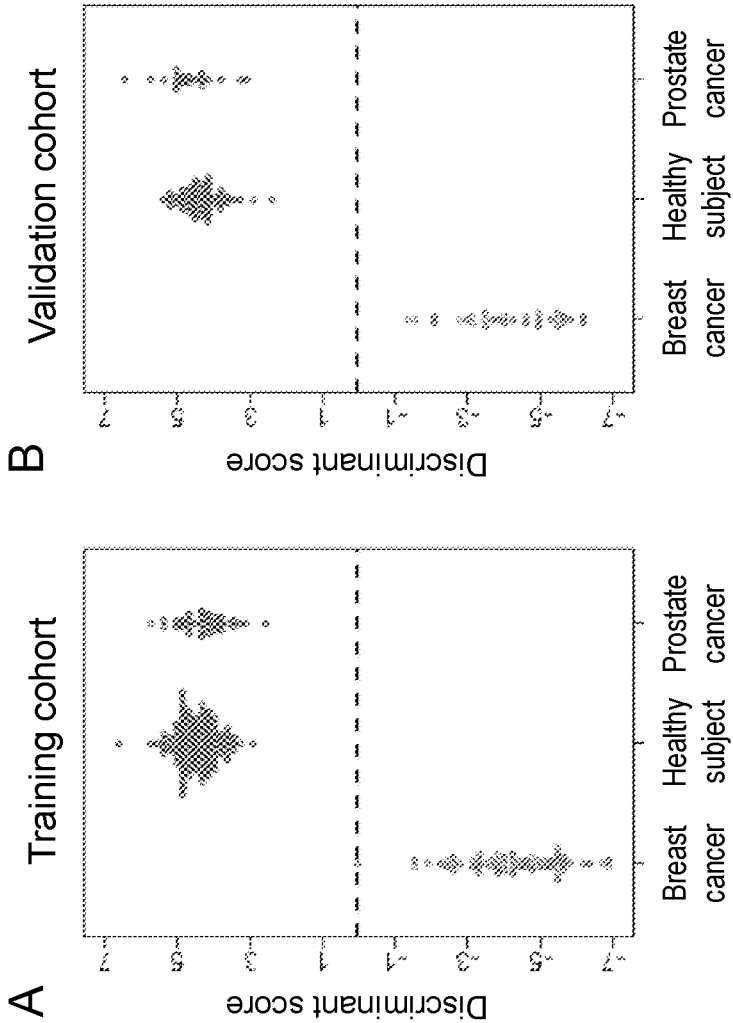 A
Training cohort
Discriminant score
7
5
3
1
-1
-3
-5
-7
Breast
cancer
Healthy
subject
Prostate
cancer
B
Validation cohort
Discriminant score
7
5
3
1
-1
-3
-5
-7
Breast
cancer
Healthy
subject
Prostate
cancer